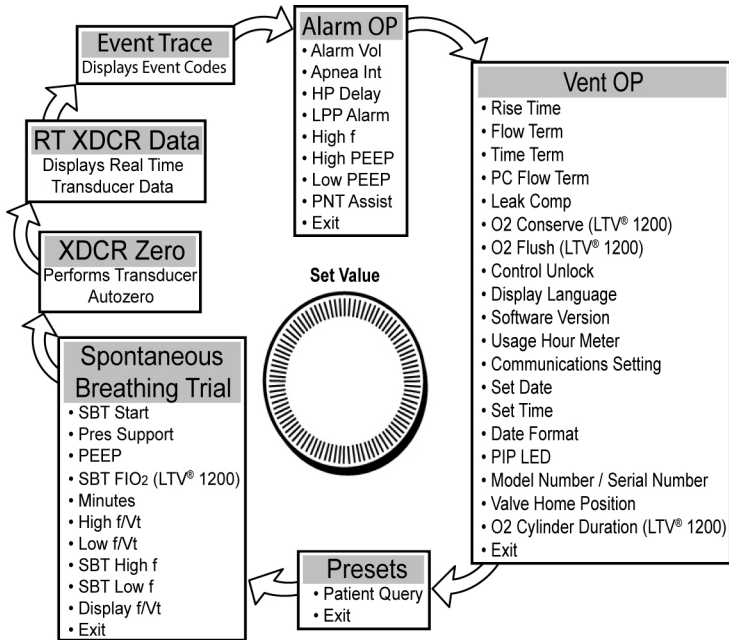 Event Trace
Displays Event Codes
Alarm OP
• Alarm Vol
• Apnea Int
• HP Delay
• LPP Alarm
• High f
• High PEEP
• Low PEEP
• PNT Assist
• Exit
Vent OP
• Rise Time
• Flow Term
• Time Term
• PC Flow Term
• Leak Comp
• O2 Conserve (LTV® 1200)
• O2 Flush (LTV® 1200)
• Control Unlock
• Display Language
• Software Version
• Usage Hour Meter
• Communications Setting
• Set Date
• Set Time
• Date Format
• PIP LED
• Model Number / Serial Number
• Valve Home Position
• O2 Cylinder Duration (LTV® 1200)
• Exit
Presets
• Patient Query
• Exit
Spontaneous
Breathing Trial
• SBT Start
• Pres Support
• PEEP
• SBT FIO2 (LTV® 1200)
• Minutes
• High f/Vt
• Low f/Vt
• SBT High f
• SBT Low f
• Display f/Vt
• Exit
XDCR Zero
Performs Transducer
Autozero
RT XDCR Data
Displays Real Time
Transducer Data
Set Value